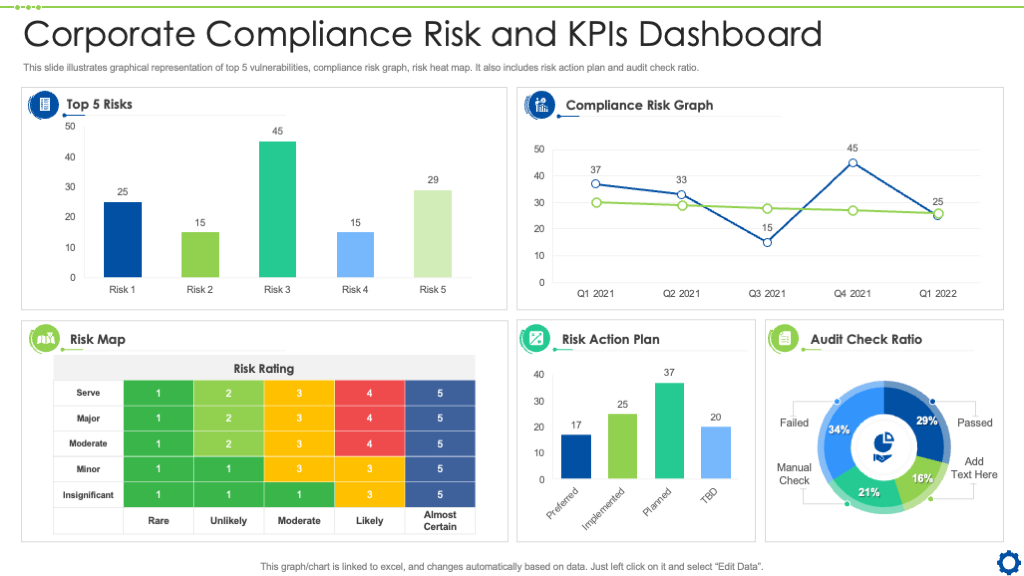 Corporate Compliance Risk and KPIs Dashboard
This slide illustrates graphical representation of top 5 vulnerabilities, compliance risk graph, risk heat map. It also includes risk action plan and audit check ratio.
Top 5 Risks
50
40
30
20
10
0
25
15
45
15
29
Risk 1
Risk 2
Risk 3
Risk 4
Risk 5
Compliance Risk Graph
50
40
30
20
10
0
37
33
15
45
25
Q1 2021
Q2 2021
Q3 2021
Q4 2021
Q1 2022
Risk Map
Risk Rating
Serve 1 2 3 4 5
Major 1 2 3 4 5
Moderate 1 2 3 4 5
Minor 1 1 3 3 5
Insignificant 1 1 1 3 5
Rare Unlikely Moderate Likely Almost
Certain
Risk Action Plan
40
30
20
10
0
17
25
37
20
Preferred
Implemented
Planned
TBD
Audit Check Ratio
Failed
34%
29%
Passed
Manual
Check
21%
16%
Add
Text Here
This graph/chart is linked to excel, and changes automatically based on data. Just left click on it and select “Edit Data”.